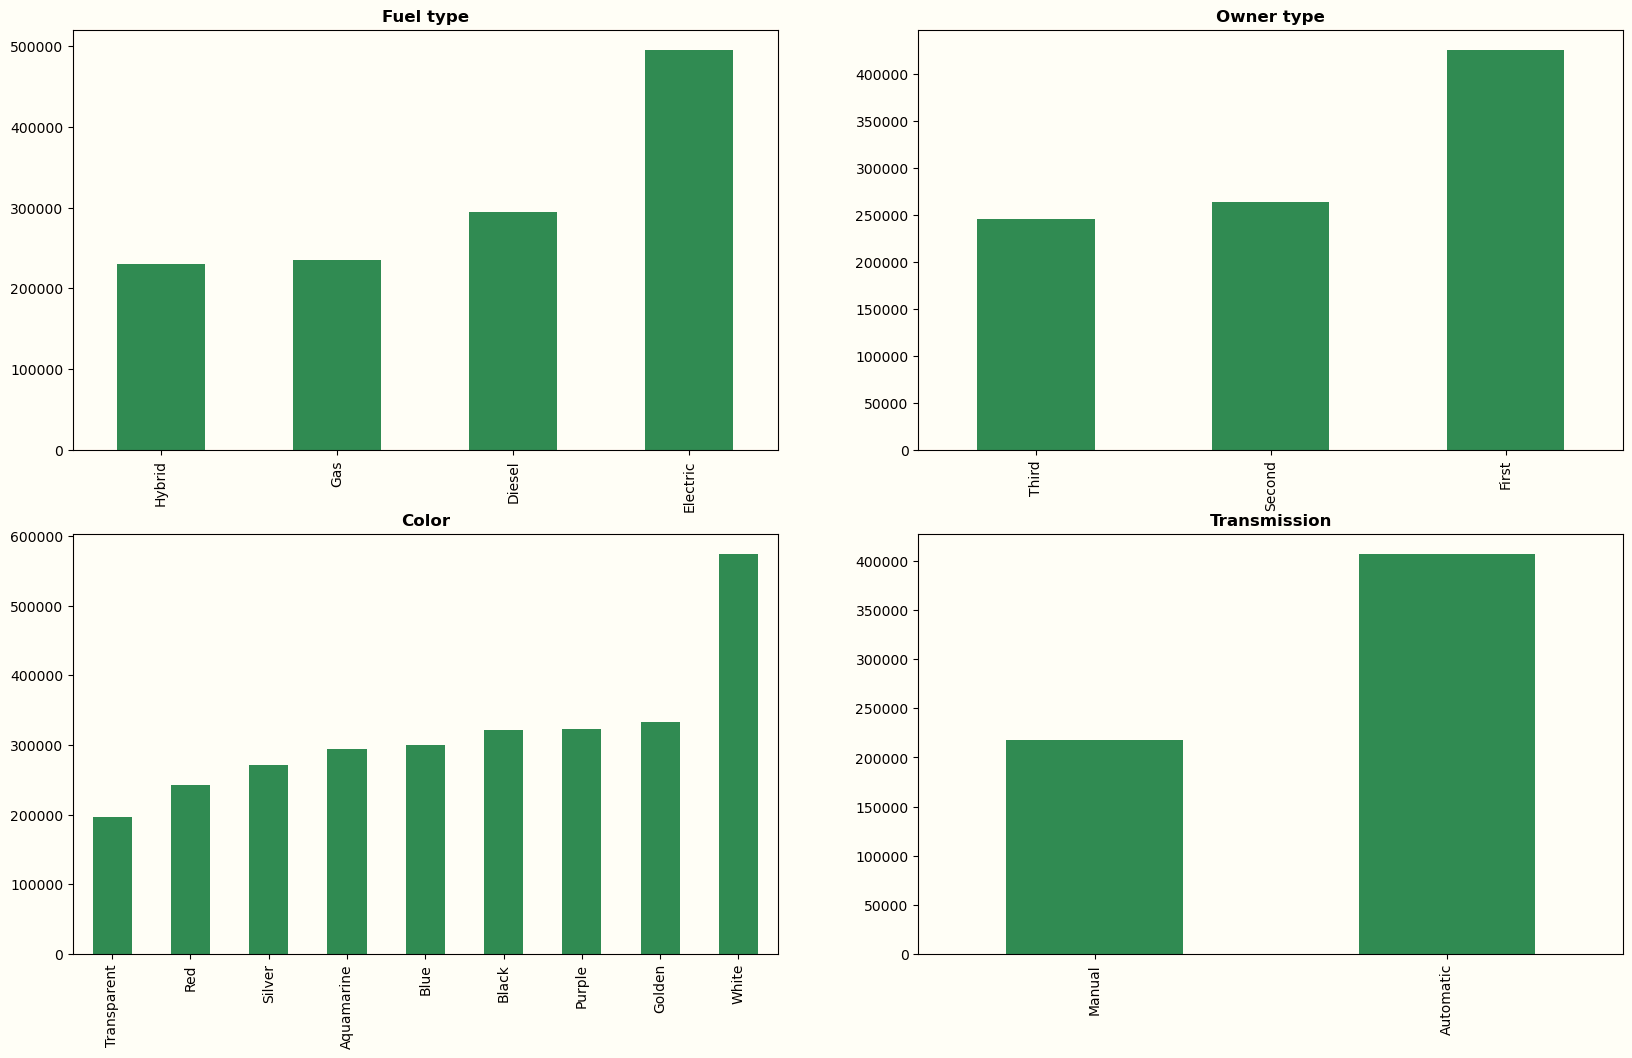 Fuel type
500000
400000
300000
200000
100000
0
Hybrid
Gas
Diesel
Electric
Owner type
400000
350000
300000
250000
200000
150000
100000
50000
0
Third
Second
First
Color
600000
500000
400000
300000
200000
100000
0
Transparent
Red
Silver
Aquamarine
Blue
Black
Purple
Golden
White
Transmission
400000
350000
300000
250000
200000
150000
100000
50000
0
Manual
Automatic